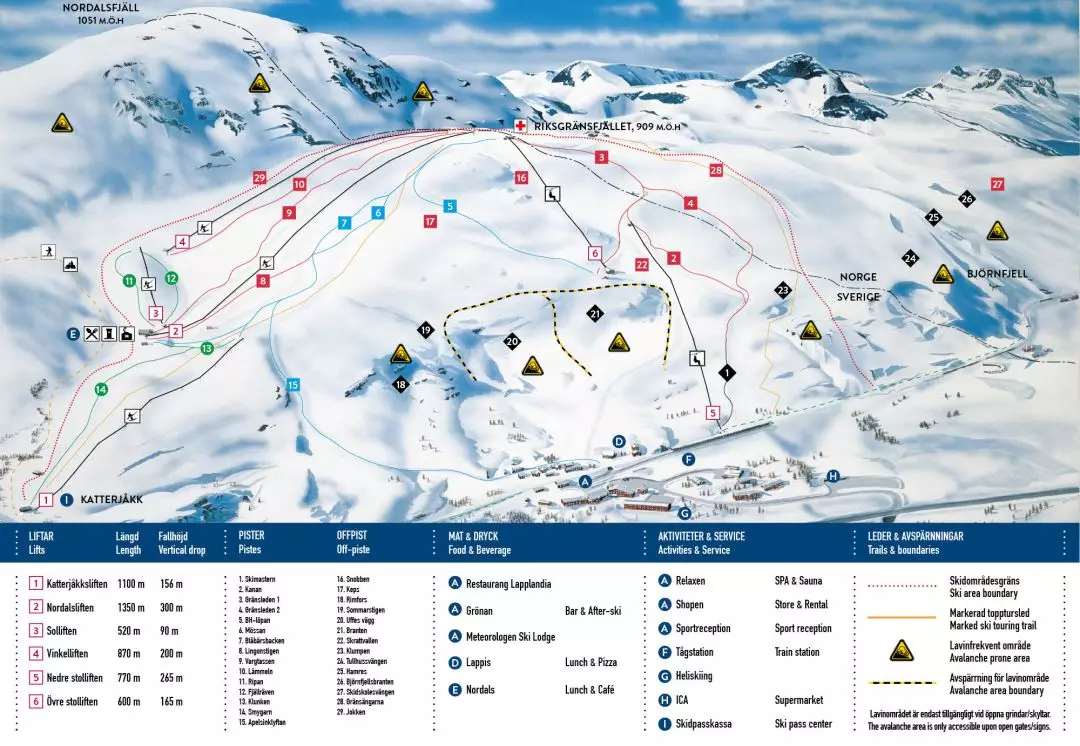 NORDALSFJÄLL
1051 M.Ö.H
RIKSGRÄNSFJÄLLET, 909 M.Ö.H
29
10
9
4
8
7
6
5
17
16
3
28
4
2
22
6
27
26
25
24
BJÖRNFJELL
NORGE
SVERIGE
23
11
12
3
E
2
13
14
15
19
18
20
21
1
5
D
F
A
H
G
1
I
KATTERJÅKK
LIFTAR
Lifts
Längd
Length
Fallhöjd
Vertical drop
1 Katterjåkksliften 1100 m 156 m
2 Nordalsliften 1350 m 300 m
3 Solliften 520 m 90 m
4 Vinkelliften 870 m 200 m
5 Nedre stolliften 770 m 265 m
6 Övre stolliften 600 m 165 m
PISTER
Pistes
1. Skimastern
2. Kanan
3. Gränsleden 1
4. Gränsleden 2
5. BH-löpan
6. Mössan
7. Blåbärsbacken
8. Lingonstigen
9. Vargtassen
10. Lämmeln
11. Ripan
12. Fjällräven
13. Klunken
14. Smygarn
15. Apelsinklyftan
OFFPIST
Off-piste
16. Snobben
17. Keps
18. Rimfors
19. Sommarstigen
20. Uffes vägg
21. Branten
22. Skrattvallen
23. Klumpen
24. Tullhussvängen
25. Hamres
26. Björnfjellsbranten
27. Skidskolesvängen
28. Gränsängarna
29. Jokken
MAT & DRYCK
Food & Beverage
A Restaurang Lapplandia
A Grönan Bar & After-ski
A Meteorologen Ski Lodge
D Lappis Lunch & Pizza
E Nordals Lunch & Café
AKTIVITETER & SERVICE
Activities & Service
A Relaxen SPA & Sauna
A Shopen Store & Rental
A Sportreception Sport reception
F Tågstation Train station
G Heliskiing
H ICA Supermarket
I Skidpasskassa Ski pass center
LEDER & AVSPÄRNNINGAR
Trails & boundaries
Skidområdesgräns
Ski area boundary
Markerad topptursled
Marked ski touring trail
Lavinfrekvent område
Avalanche prone area
Avspärrning för lavinområde
Avalanche area boundary
Lavinområdet är endast tillgängligt vid öppna grindar/skyltar.
The avalanche area is only accessible upon open gates/signs.